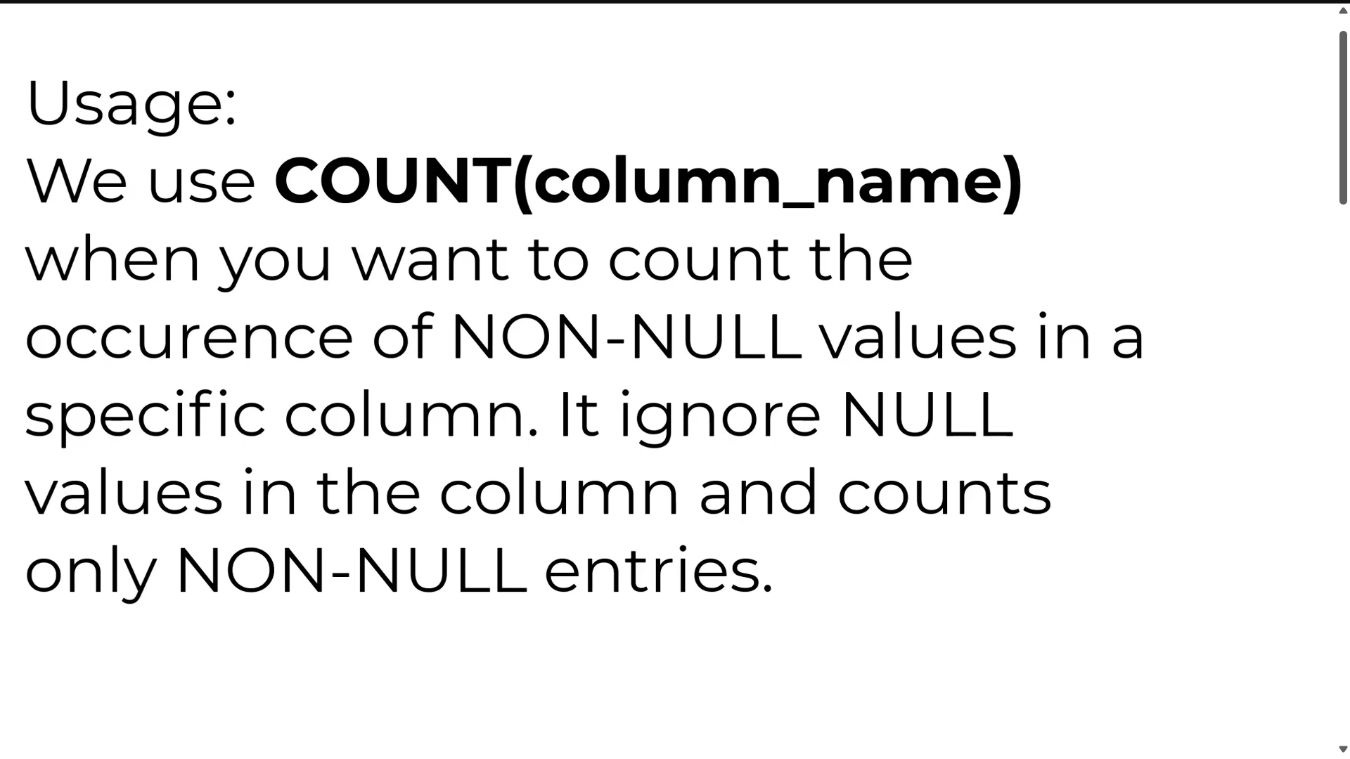 Usage:
We use COUNT(column_name)
when you want to count the
occurence of NON-NULL values in a
specific column. It ignore NULL
values in the column and counts
only NON-NULL entries.